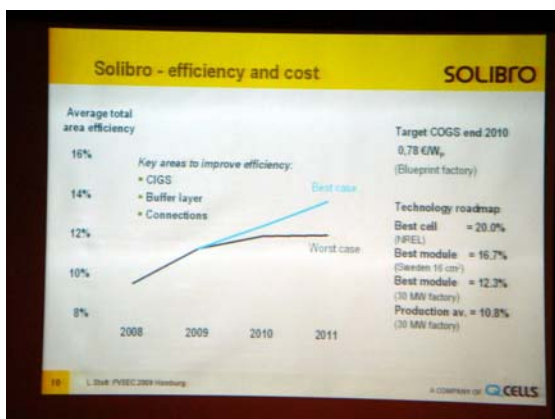 Solibro - efficiency and cost
SOLIBRO
Average total
area efficiency
16%
14%
12%
10%
8%
Key areas to improve efficiency:
CIGS
Buffer layer
Connections
Best case
Worst case
2008 2009 2010 2011
Target COGS end 2010
0,78 €/Wp
(Blueprint factory)
Technology roadmap
Best cell = 20.0%
(NREL)
Best module = 16.7%
(Sweden 16 cm²)
Best module = 12.3%
(30 MW factory)
Production av. = 10.8%
(30 MW factory)
10
PVSEC 2009 Hamburg
A COMPANY OF Q CELLS